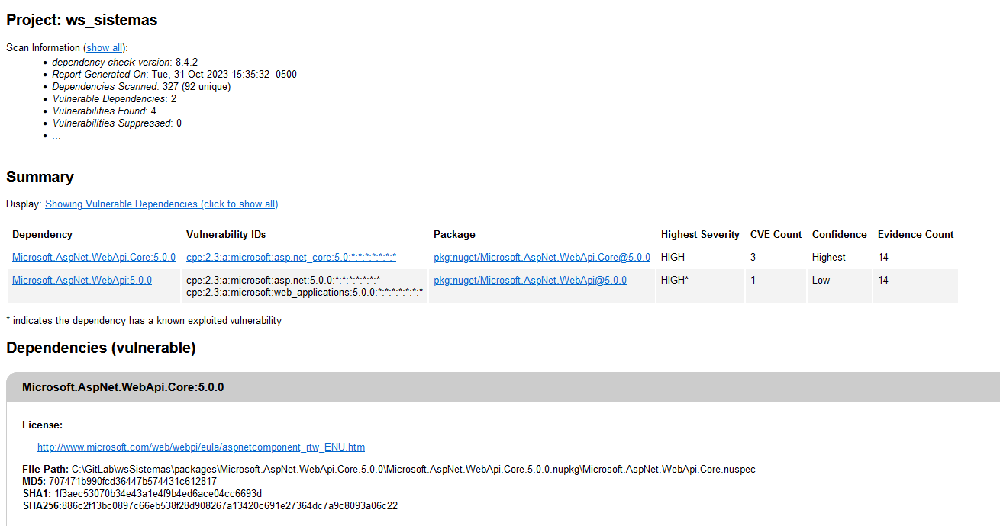 Project: ws_sistemas
Scan Information (show all):
• dependency-check version: 8.4.2
• Report Generated On: Tue, 31 Oct 2023 15:35:32 -0500
• Dependencies Scanned: 327 (92 unique)
• Vulnerable Dependencies: 2
• Vulnerabilities Found: 4
• Vulnerabilities Suppressed: 0
• ...
Summary
Display: Showing Vulnerable Dependencies (click to show all)
Dependency Vulnerability IDs Package Highest Severity CVE Count Confidence Evidence Count
Microsoft.AspNet.WebApi.Core:5.0.0 cpe:2.3:a:microsoft:asp.net_core:5.0:*:*:*:*:*:*:* pkg:nuget/Microsoft.AspNet.WebApi.Core@5.0.0 HIGH 3 Highest 14
Microsoft.AspNet.WebApi:5.0.0 cpe:2.3:a:microsoft:asp.net:5.0.0:*:*:*:*:*:*:* pkg:nuget/Microsoft.AspNet.WebApi@5.0.0 HIGH* 1 Low 14
cpe:2.3:a:microsoft:web_applications:5.0.0:*:*:*:*:*:*:*
* indicates the dependency has a known exploited vulnerability
Dependencies (vulnerable)
Microsoft.AspNet.WebApi.Core:5.0.0
License:
http://www.microsoft.com/web/webpi/eula/aspnetcomponent_rtw_ENU.htm
File Path: C:\GitLab\wsSistemas\packages\Microsoft.AspNet.WebApi.Core.5.0.0\Microsoft.AspNet.WebApi.Core.5.0.0.nupkg\Microsoft.AspNet.WebApi.Core.nuspec
MD5: 707471b990fcd36447b574431c612817
SHA1: 1f3aec53070b34e43a1e4f9b4ed6ace04cc6693d
SHA256:886c2f13bc0897c66eb538f28d908267a13420c691e27364dc7a9c8093a06c22